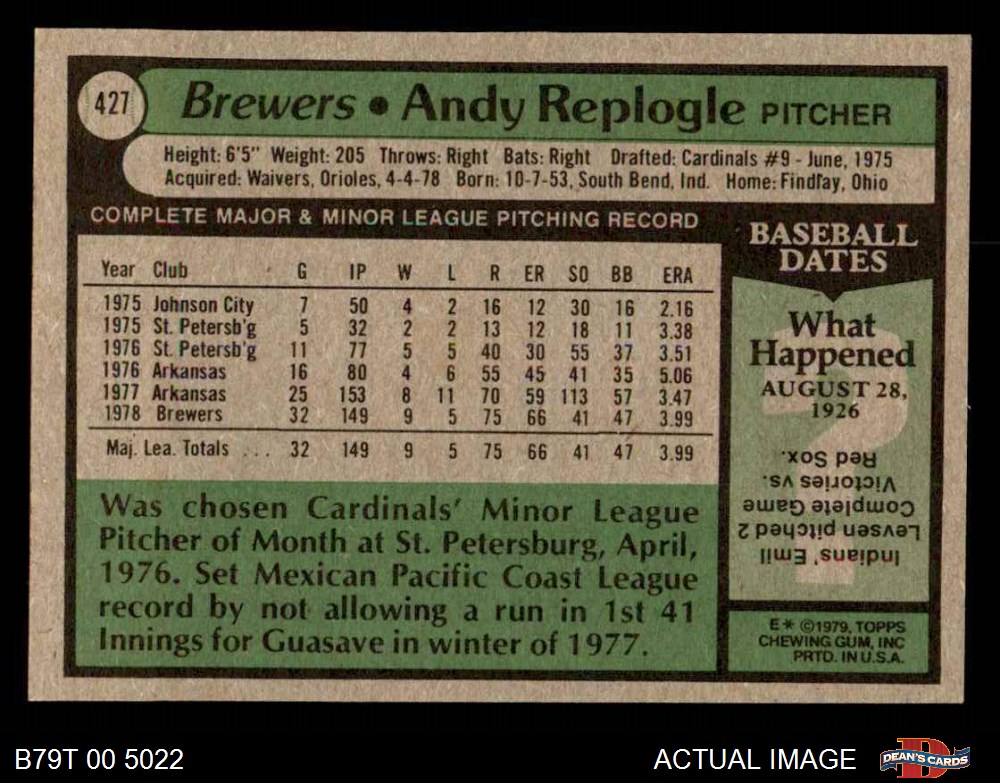 427
Brewers • Andy Replogle PITCHER
Height: 6'5" Weight: 205 Throws: Right Bats: Right Drafted: Cardinals #9 - June, 1975
Acquired: Waivers, Orioles, 4-4-78 Born: 10-7-53, South Bend, Ind. Home: Findlay, Ohio
COMPLETE MAJOR & MINOR LEAGUE PITCHING RECORD
Year Club G IP W L R ER SO BB ERA
1975 Johnson City 7 50 4 2 16 12 30 16 2.16
1975 St. Petersb'g 5 32 2 2 13 12 18 11 3.38
1976 St. Petersb'g 11 77 5 5 40 30 55 37 3.51
1976 Arkansas 16 80 4 6 55 45 41 35 5.06
1977 Arkansas 25 153 8 11 70 59 113 57 3.47
1978 Brewers 32 149 9 5 75 66 41 47 3.99
Maj. Lea. Totals ... 32 149 9 5 75 66 41 47 3.99
Was chosen Cardinals' Minor League
Pitcher of Month at St. Petersburg, April,
1976. Set Mexican Pacific Coast League
record by not allowing a run in 1st 41
Innings for Guasave in winter of 1977.
BASEBALL
DATES
What
Happened
AUGUST 28,
1926
Indians' Emil
Levsen pitched 2
Complete Game
Victories vs.
Red Sox.
E* ©1979, TOPPS
CHEWING GUM, INC
PRTD. IN U.S.A.
B79T 00 5022
ACTUAL IMAGE
D
DEAN'S CARDS